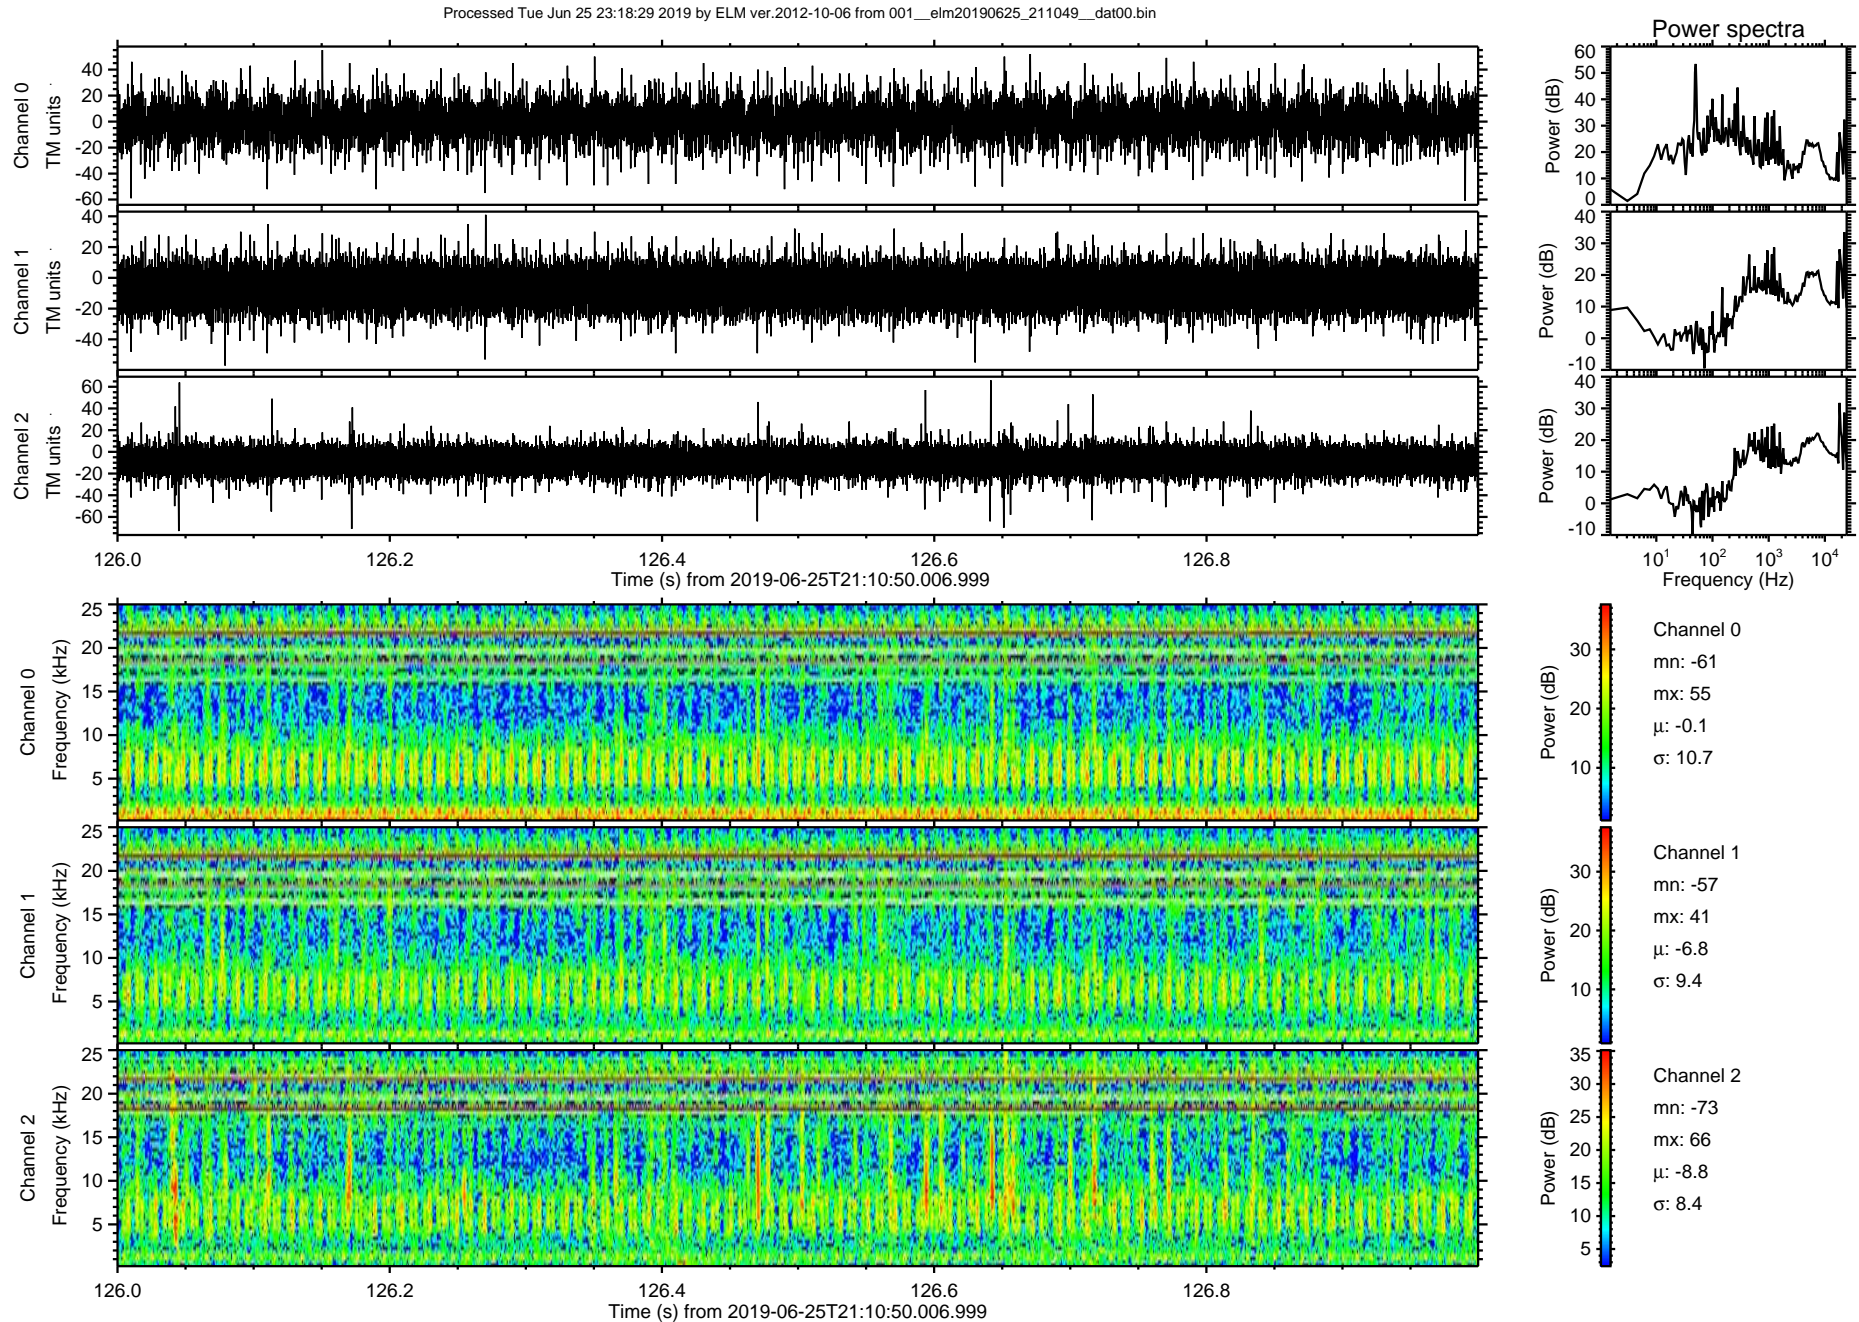 Processed Tue Jun 25 23:18:29 2019 by ELM ver.2012-10-06 from 001__elm20190625_211049__dat00.bin
Power spectra
Channel 0
TM units
40
20
0
-20
-40
-60
Power (dB)
60
50
40
30
20
10
0
Channel 1
TM units
40
20
0
-20
-40
Power (dB)
40
30
20
10
0
-10
Channel 2
TM units
60
40
20
0
-20
-40
-60
Power (dB)
40
30
20
10
0
-10
126.0 126.2 126.4 126.6 126.8
Time (s) from 2019-06-25T21:10:50.006.999
10¹ 10² 10³ 10⁴
Frequency (Hz)
Channel 0
Frequency (kHz)
25
20
15
10
5
Power (dB)
30
20
10
Channel 0
mn: -61
mx: 55
μ: -0.1
σ: 10.7
Channel 1
Frequency (kHz)
25
20
15
10
5
Power (dB)
30
20
10
Channel 1
mn: -57
mx: 41
μ: -6.8
σ: 9.4
Channel 2
Frequency (kHz)
25
20
15
10
5
Power (dB)
35
30
25
20
15
10
5
Channel 2
mn: -73
mx: 66
μ: -8.8
σ: 8.4
126.0 126.2 126.4 126.6 126.8
Time (s) from 2019-06-25T21:10:50.006.999